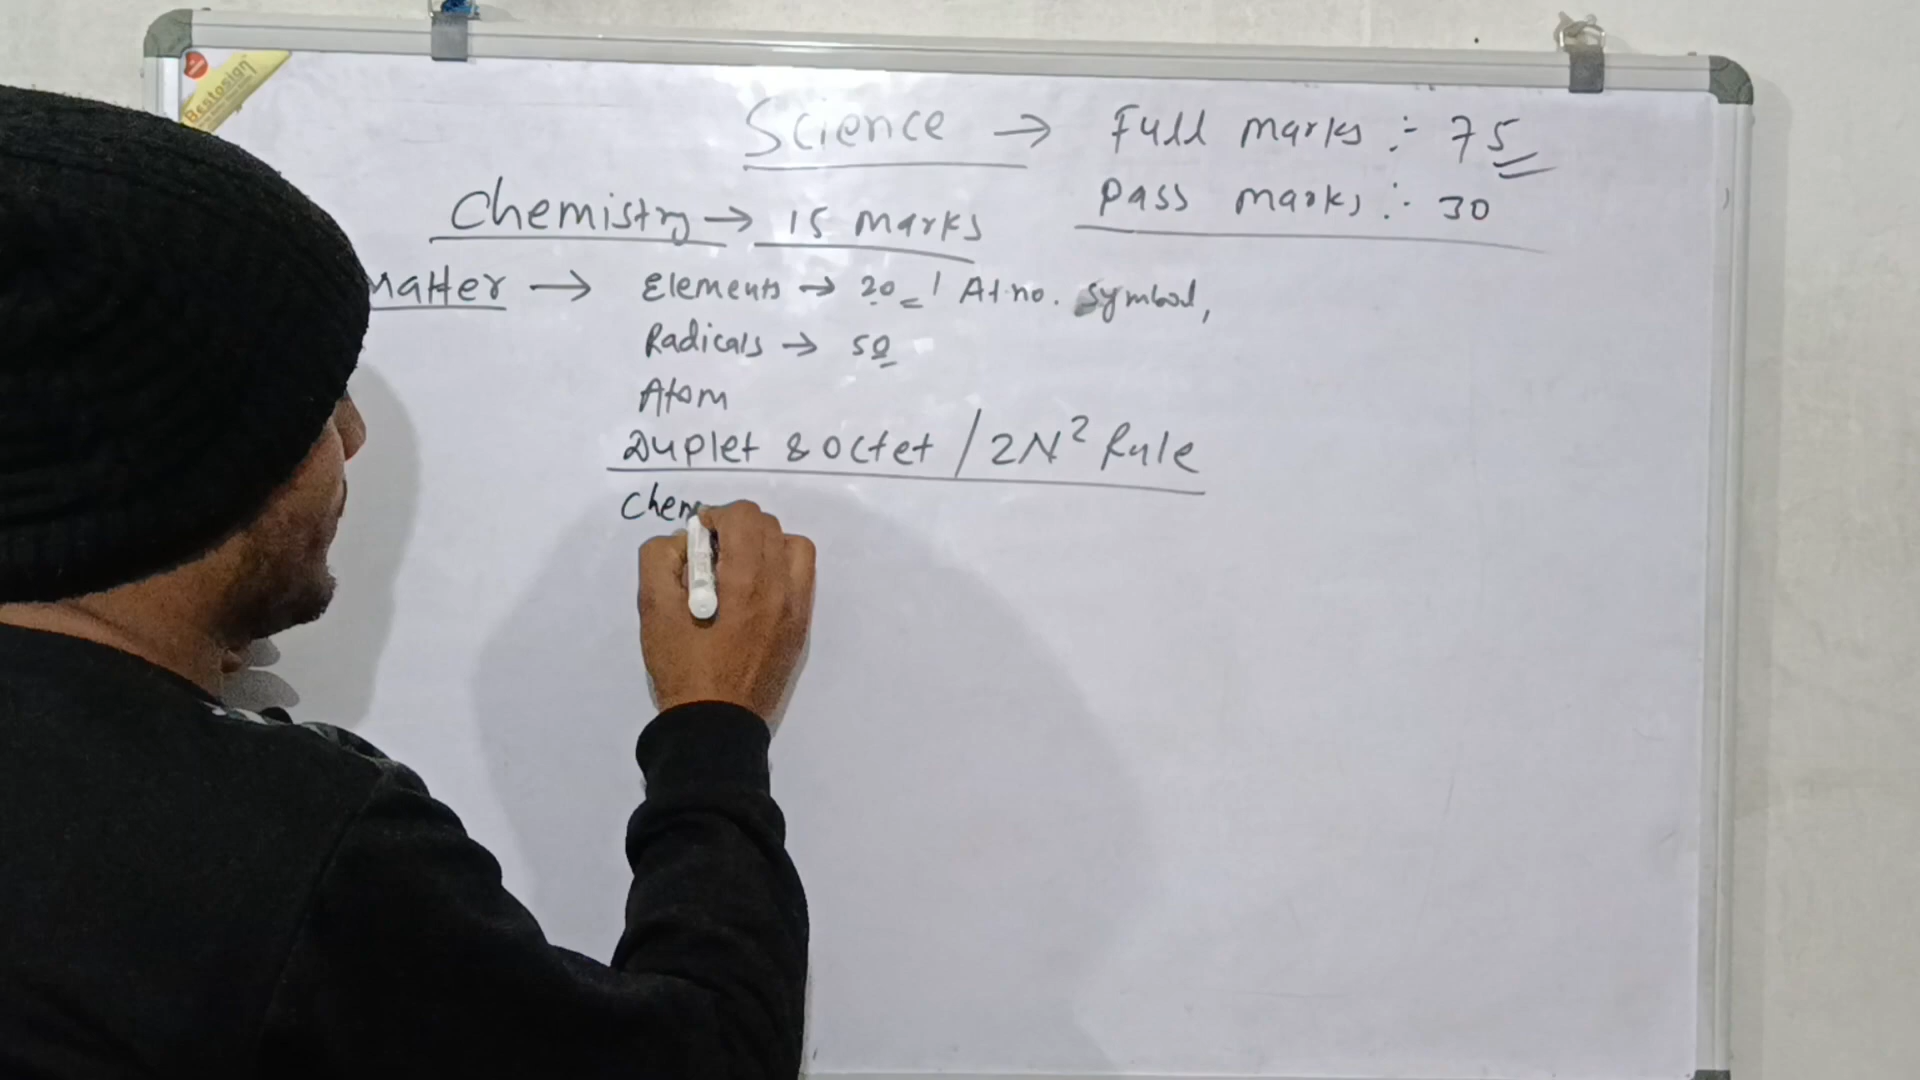 Bestosign
Science → Full marks :- 75
Pass marks :- 30
Chemistry → 15 marks
matter → Elements → 20 / At.no. Symbol,
Radicals → 50
Atom
Duplet & Octet / 2N² Rule
Chem